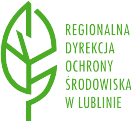 REGIONALNA
DYREKCJA
OCHRONY
ŚRODOWISKA
W LUBLINIE